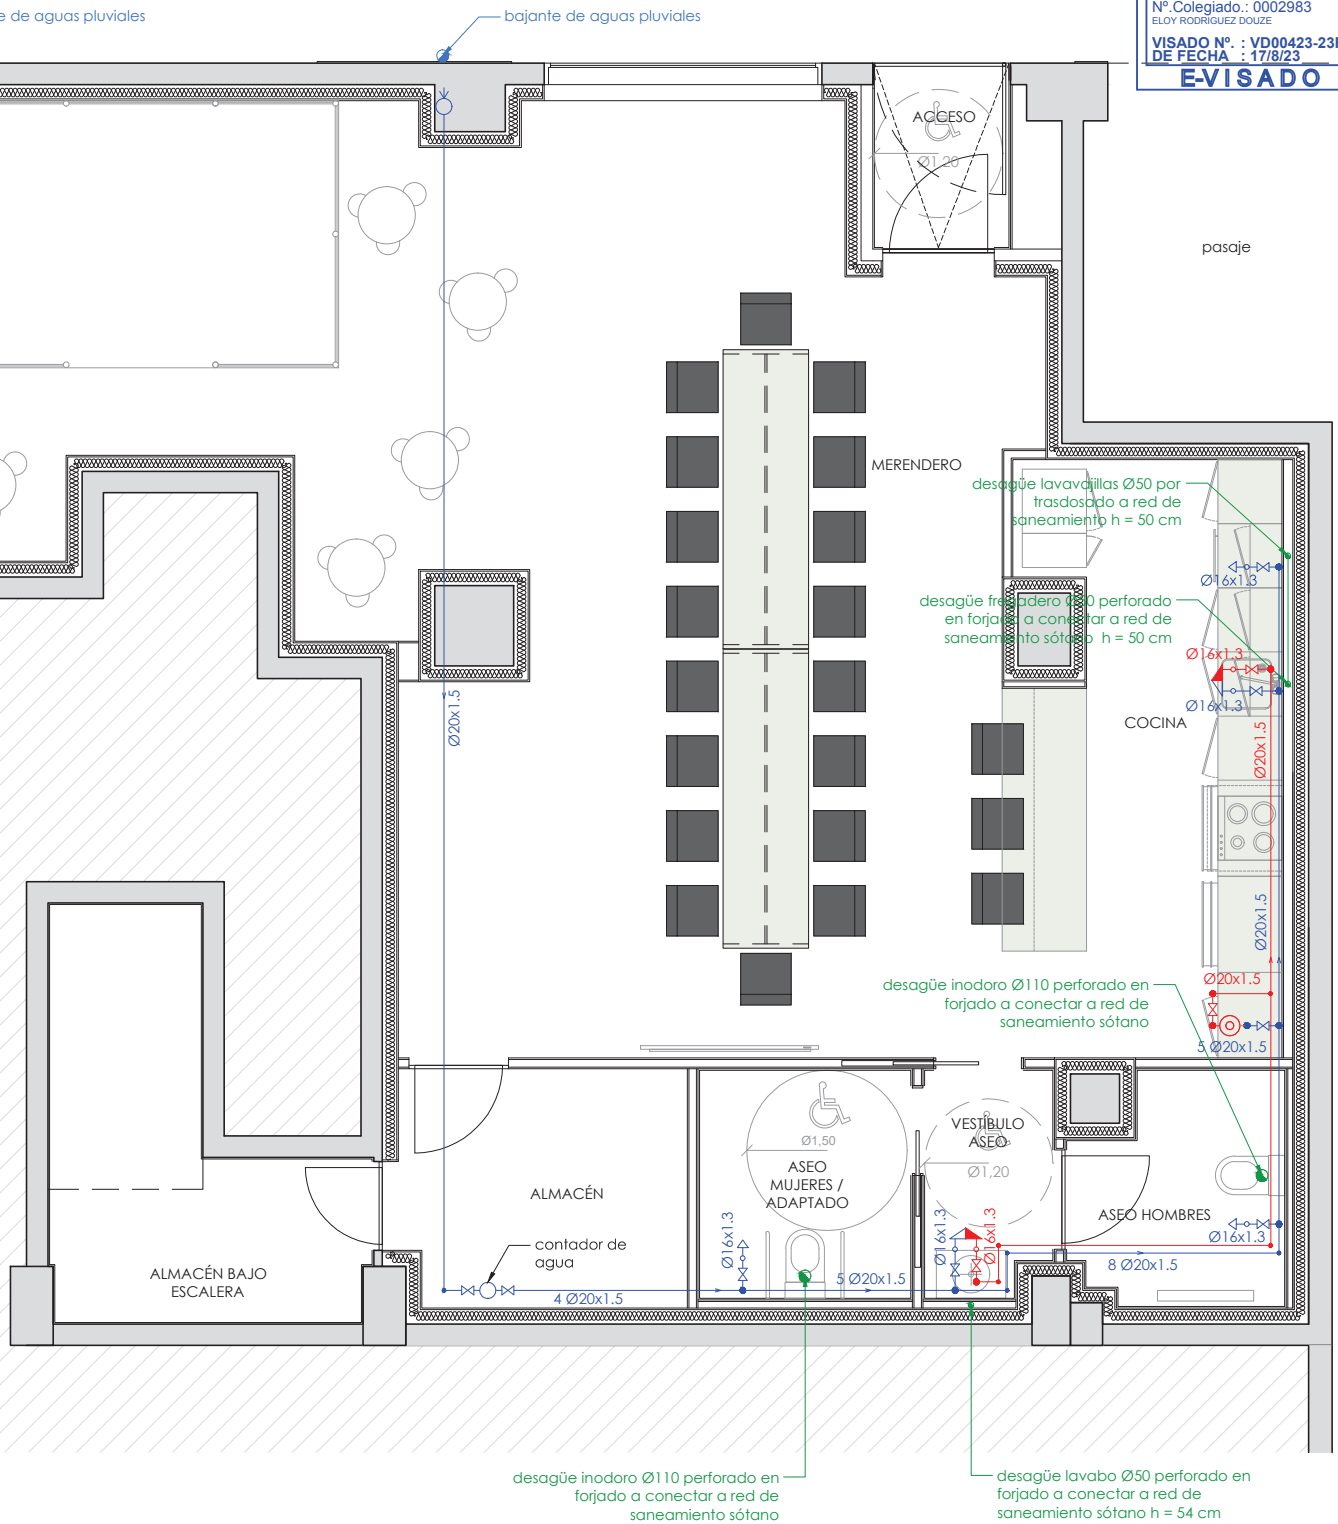 e de aguas pluviales
bajante de aguas pluviales
Nº.Colegiado.: 0002983
ELOY RODRIGUEZ DOUZE
VISADO Nº. : VD00423-23
DE FECHA : 17/8/23
E-VISADO
ACCESO
Ø1,20
pasaje
MERENDERO
desagüe lavavajillas Ø50 por
trasdosado a red de
saneamiento h = 50 cm
Ø16x1.3
desagüe fregadero Ø50 perforado
en forjado a conectar a red de
saneamiento sótano h = 50 cm
Ø16x1.3
Ø16x1.3
COCINA
Ø20x1.5
Ø20x1.5
Ø20x1.5
desagüe inodoro Ø110 perforado en
forjado a conectar a red de
saneamiento sótano
Ø20x1.5
5 Ø20x1.5
Ø1,50
ASEO
MUJERES /
ADAPTADO
VESTÍBULO
ASEO
Ø1,20
ALMACÉN
ASEO HOMBRES
Ø16x1.3
Ø16x1.3
Ø16x1.3
Ø16x1.3
contador de
agua
ALMACÉN BAJO
ESCALERA
4 Ø20x1.5
5 Ø20x1.5
8 Ø20x1.5
desagüe inodoro Ø110 perforado en
forjado a conectar a red de
saneamiento sótano
desagüe lavabo Ø50 perforado en
forjado a conectar a red de
saneamiento sótano h = 54 cm